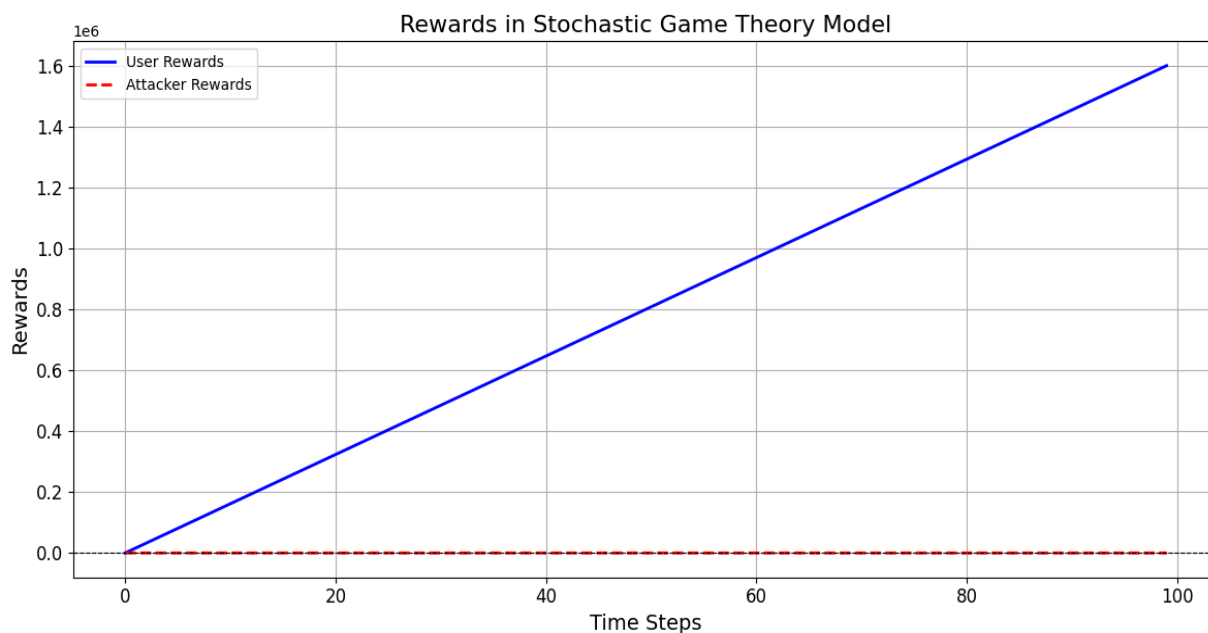 Rewards in Stochastic Game Theory Model
1e6
User Rewards
Attacker Rewards
1.6
1.4
1.2
1.0
0.8
0.6
0.4
0.2
0.0
Rewards
0 20 40 60 80 100
Time Steps